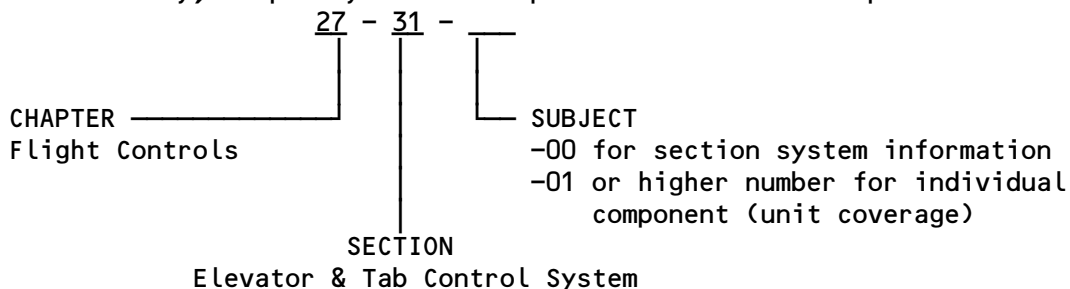 27 - 31 - ___
CHAPTER
Flight Controls
SUBJECT
-00 for section system information
-01 or higher number for individual
component (unit coverage)
SECTION
Elevator & Tab Control System